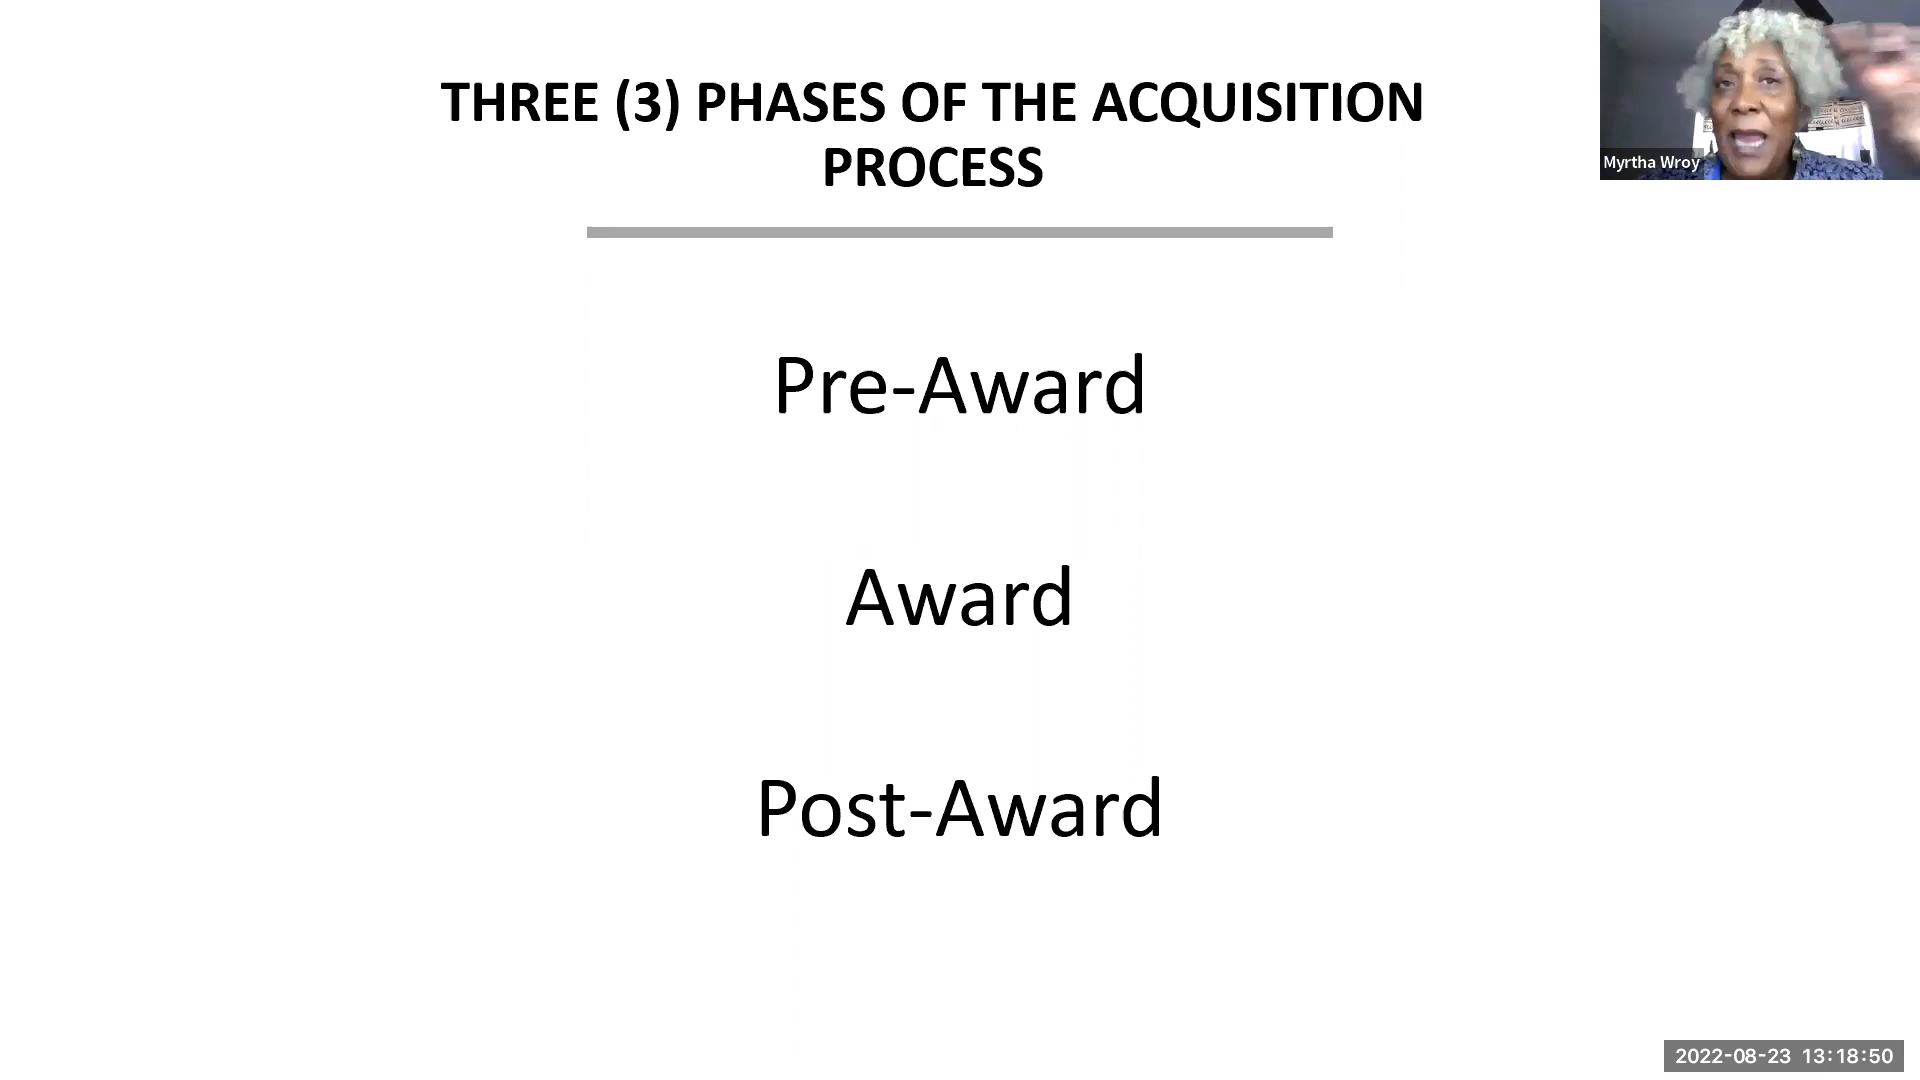 THREE (3) PHASES OF THE ACQUISITION
PROCESS
Myrtha Wroy
Pre-Award
Award
Post-Award
2022-08-23 13:18:50